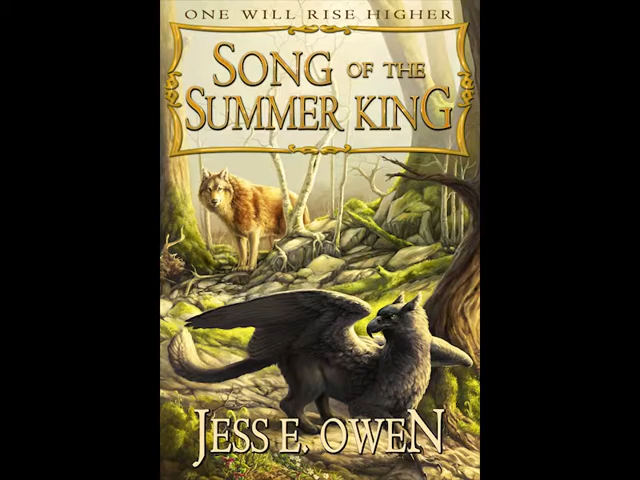 ONE WILL RISE HIGHER
SONG OF THE
SUMMER KING
JESS E. OWEN